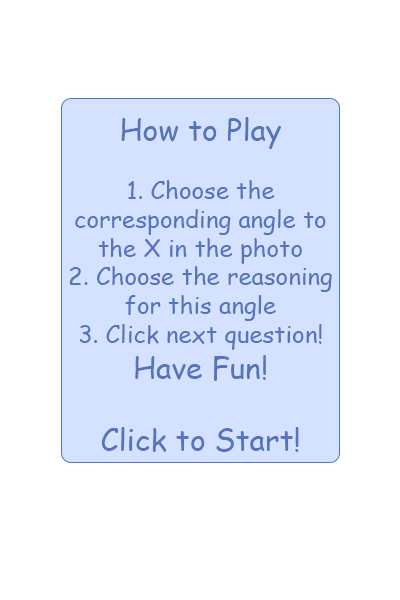 How to Play
1. Choose the
corresponding angle to
the X in the photo
2. Choose the reasoning
for this angle
3. Click next question!
Have Fun!
Click to Start!